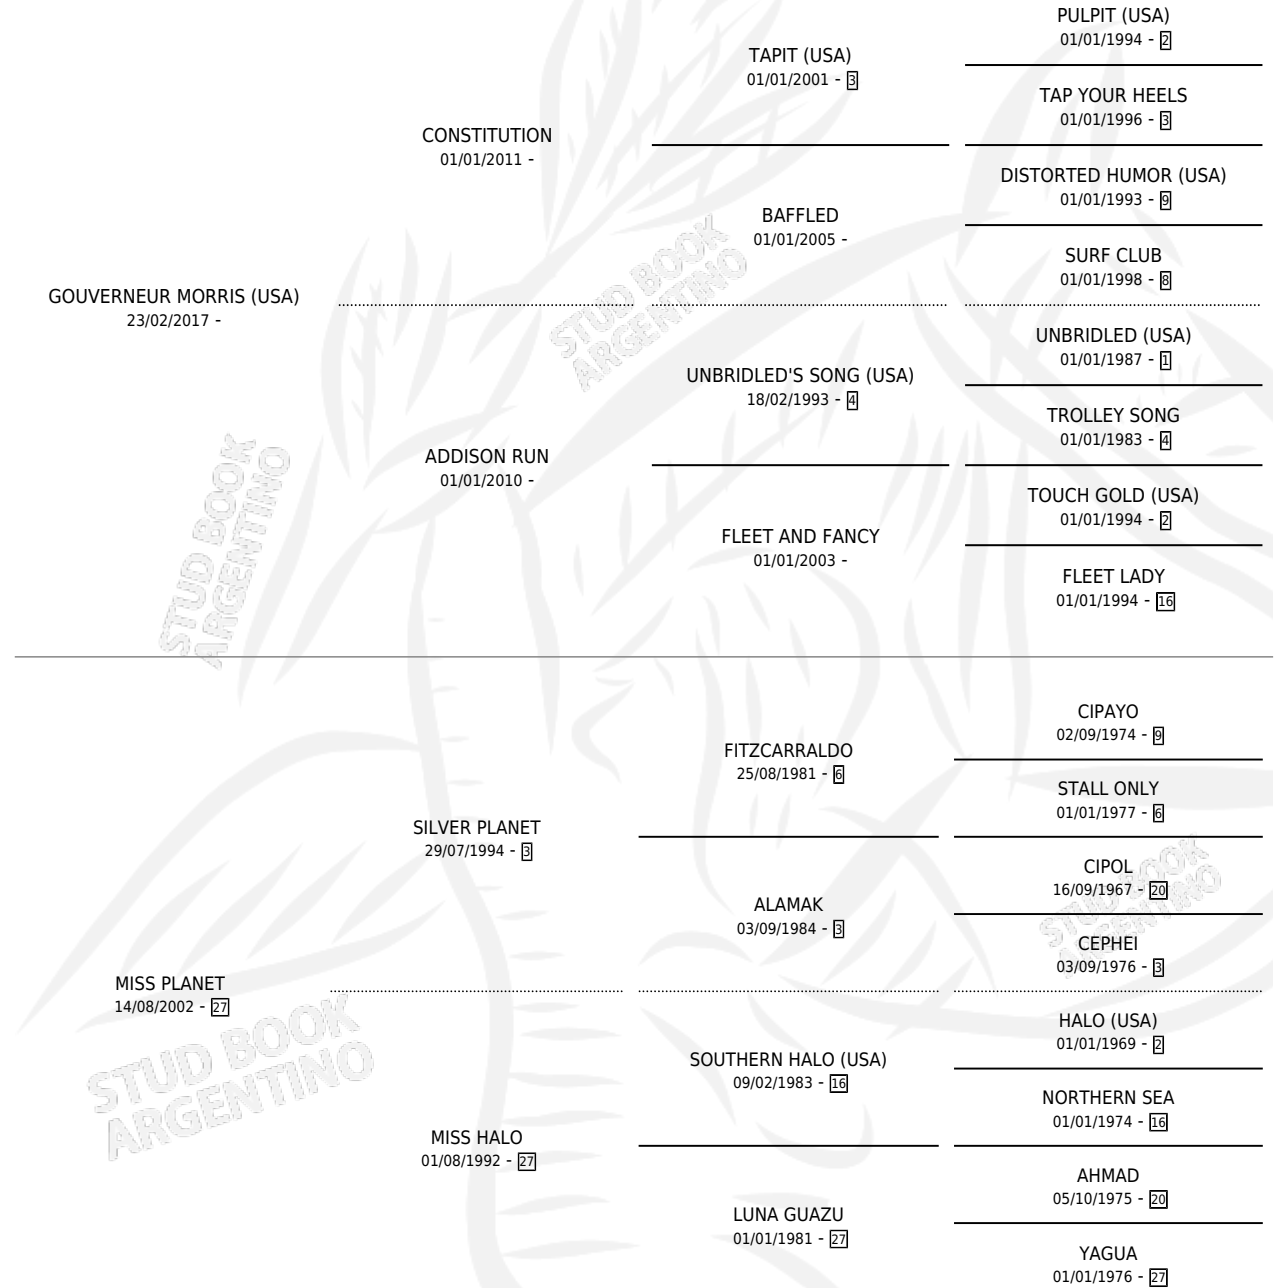 PULPIT (USA)
01/01/1994 - 2
TAPIT (USA)
01/01/2001 - 3
TAP YOUR HEELS
01/01/1996 - 3
CONSTITUTION
01/01/2011 -
DISTORTED HUMOR (USA)
01/01/1993 - 9
BAFFLED
01/01/2005 -
SURF CLUB
01/01/1998 - 8
GOUVERNEUR MORRIS (USA)
23/02/2017 -
UNBRIDLED (USA)
01/01/1987 - 1
UNBRIDLED'S SONG (USA)
18/02/1993 - 4
TROLLEY SONG
01/01/1983 - 4
ADDISON RUN
01/01/2010 -
TOUCH GOLD (USA)
01/01/1994 - 2
FLEET AND FANCY
01/01/2003 -
FLEET LADY
01/01/1994 - 16
CIPAYO
02/09/1974 - 9
FITZCARRALDO
25/08/1981 - 6
STALL ONLY
01/01/1977 - 6
SILVER PLANET
29/07/1994 - 3
CIPOL
16/09/1967 - 20
ALAMAK
03/09/1984 - 3
CEPHEI
03/09/1976 - 3
MISS PLANET
14/08/2002 - 27
HALO (USA)
01/01/1969 - 2
SOUTHERN HALO (USA)
09/02/1983 - 16
NORTHERN SEA
01/01/1974 - 16
MISS HALO
01/08/1992 - 27
AHMAD
05/10/1975 - 20
LUNA GUAZU
01/01/1981 - 27
YAGUA
01/01/1976 - 27
STUD BOOK
ARGENTINO
STUD BOOK
ARGENTINO
STUD BOOK
ARGENTINO
STUD BOOK
ARGENTINO